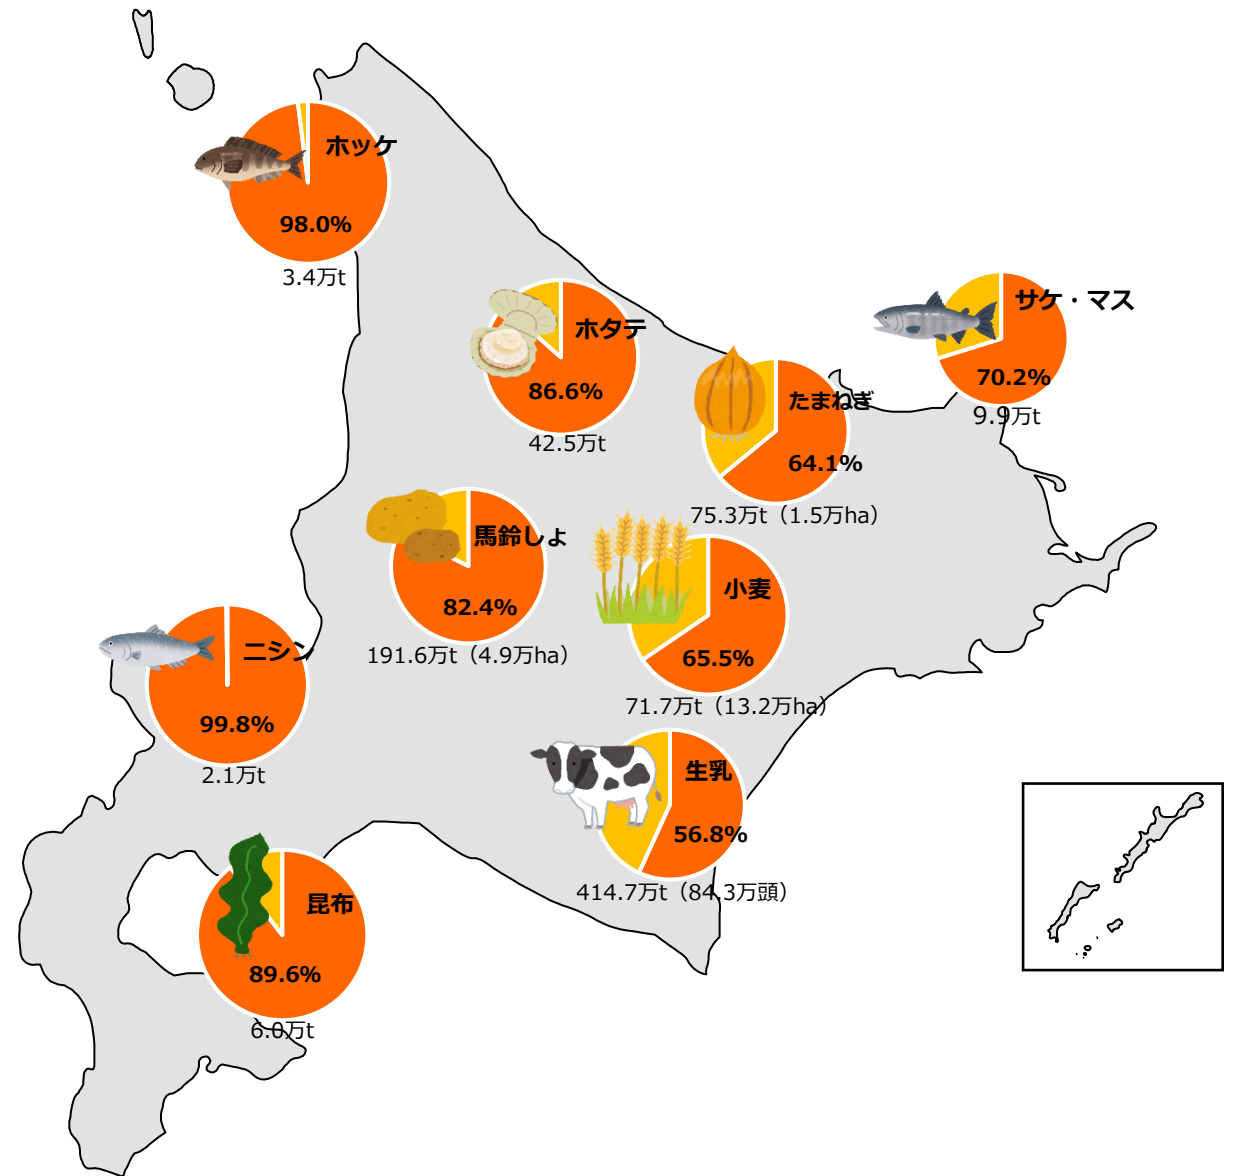 ホッケ
98.0%
3.4万t
ホタテ
86.6%
42.5万t
サケ・マス
70.2%
9.9万t
たまねぎ
64.1%
75.3万t（1.5万ha）
馬鈴しょ
82.4%
191.6万t（4.9万ha）
小麦
65.5%
71.7万t（13.2万ha）
ニシン
99.8%
2.1万t
生乳
56.8%
414.7万t（84.3万頭）
昆布
89.6%
6.0万t